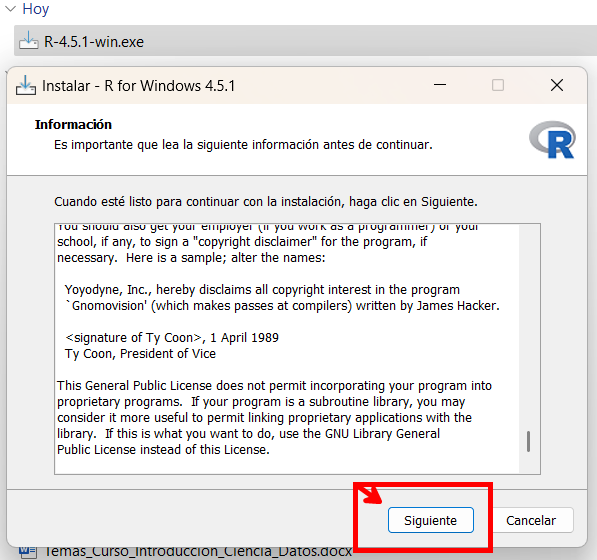 Hoy
R-4.5.1-win.exe
Instalar - R for Windows 4.5.1
Información
Es importante que lea la siguiente información antes de continuar.
R
Cuando esté listo para continuar con la instalación, haga clic en Siguiente.
You should also get your employer (if you work as a programmer) or your
school, if any, to sign a "copyright disclaimer" for the program, if
necessary.  Here is a sample; alter the names:
Yoyodyne, Inc., hereby disclaims all copyright interest in the program
`Gnomovision' (which makes passes at compilers) written by James Hacker.
<signature of Ty Coon>, 1 April 1989
Ty Coon, President of Vice
This General Public License does not permit incorporating your program into
proprietary programs.  If your program is a subroutine library, you may
consider it more useful to permit linking proprietary applications with the
library.  If this is what you want to do, use the GNU Library General
Public License instead of this License.
Siguiente
Cancelar
Temas_Curso_Introduccion_Ciencia_Datos.docx